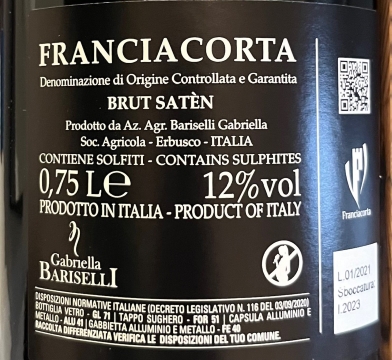 FRANCIACORTA
Denominazione di Origine Controllata e Garantita
BRUT SATÈN
Prodotto da Az. Agr. Bariselli Gabriella
Soc. Agricola - Erbusco - ITALIA
CONTIENE SOLFITI - CONTAINS SULPHITES
0,75 L℮ 12% vol
PRODOTTO IN ITALIA - PRODUCT OF ITALY
Gabriella
BARISELLI
DISPOSIZIONI NORMATIVE ITALIANE (DECRETO LEGISLATIVO N. 116 DEL 03/09/2020)
BOTTIGLIA VETRO - GL 71 | TAPPO SUGHERO - FOR 51 | CAPSULA ALLUMINIO E
METALLO - ALU 41 | GABBIETTA ALLUMINIO E METALLO - FE 40
RACCOLTA DIFFERENZIATA VERIFICA LE DISPOSIZIONI DEL TUO COMUNE.
Franciacorta
L.01/2021
Sboccatura:
I.2023